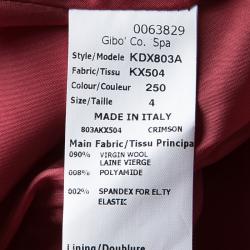 0063829
Gibo' Co. Spa
Style/Modele KDX803A
Fabric/Tissu KX504
Colour/Couleur 250
Size/Taille 4
MADE IN ITALY
803AKX504 CRIMSON
Main Fabric/Tissu Principa
090% VIRGIN WOOL
LAINE VIERGE
008% POLYAMIDE
002% SPANDEX FOR EL.TY
ELASTIC
Lining/Doublure